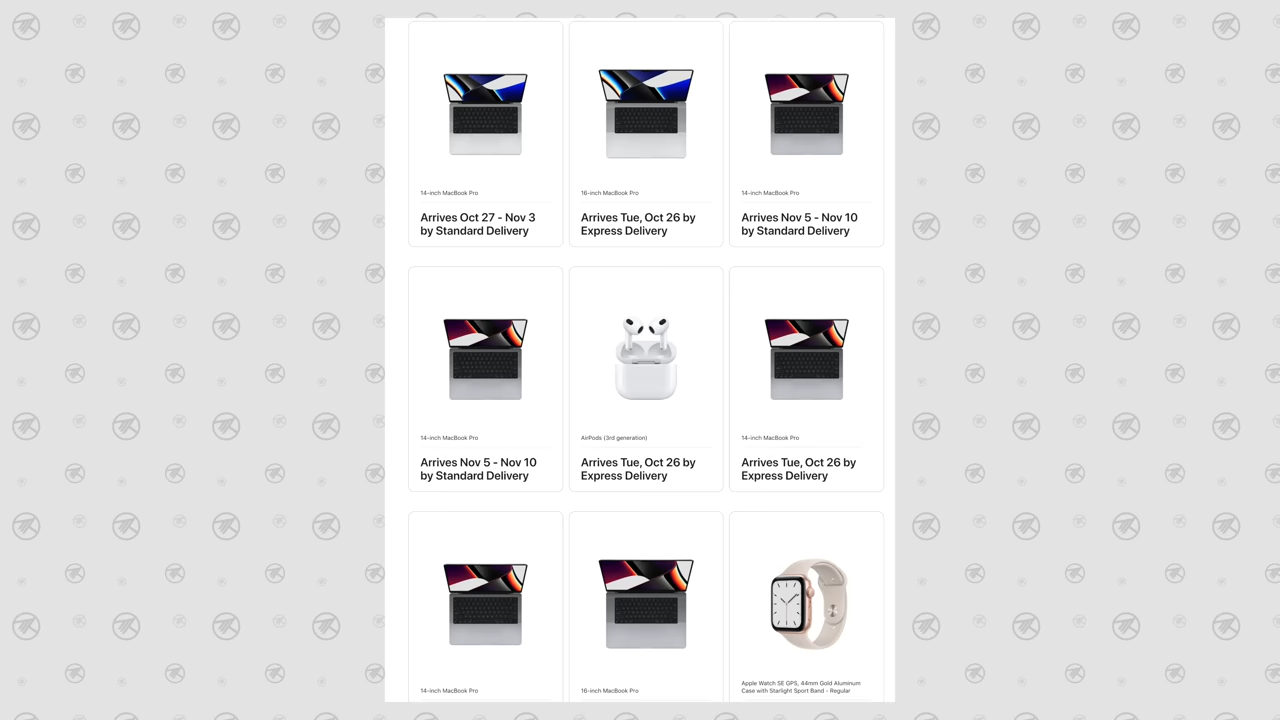 14-inch MacBook Pro
Arrives Oct 27 - Nov 3
by Standard Delivery
16-inch MacBook Pro
Arrives Tue, Oct 26 by
Express Delivery
14-inch MacBook Pro
Arrives Nov 5 - Nov 10
by Standard Delivery
14-inch MacBook Pro
Arrives Nov 5 - Nov 10
by Standard Delivery
AirPods (3rd generation)
Arrives Tue, Oct 26 by
Express Delivery
14-inch MacBook Pro
Arrives Tue, Oct 26 by
Express Delivery
14-inch MacBook Pro
16-inch MacBook Pro
Apple Watch SE GPS, 44mm Gold Aluminum
Case with Starlight Sport Band - Regular